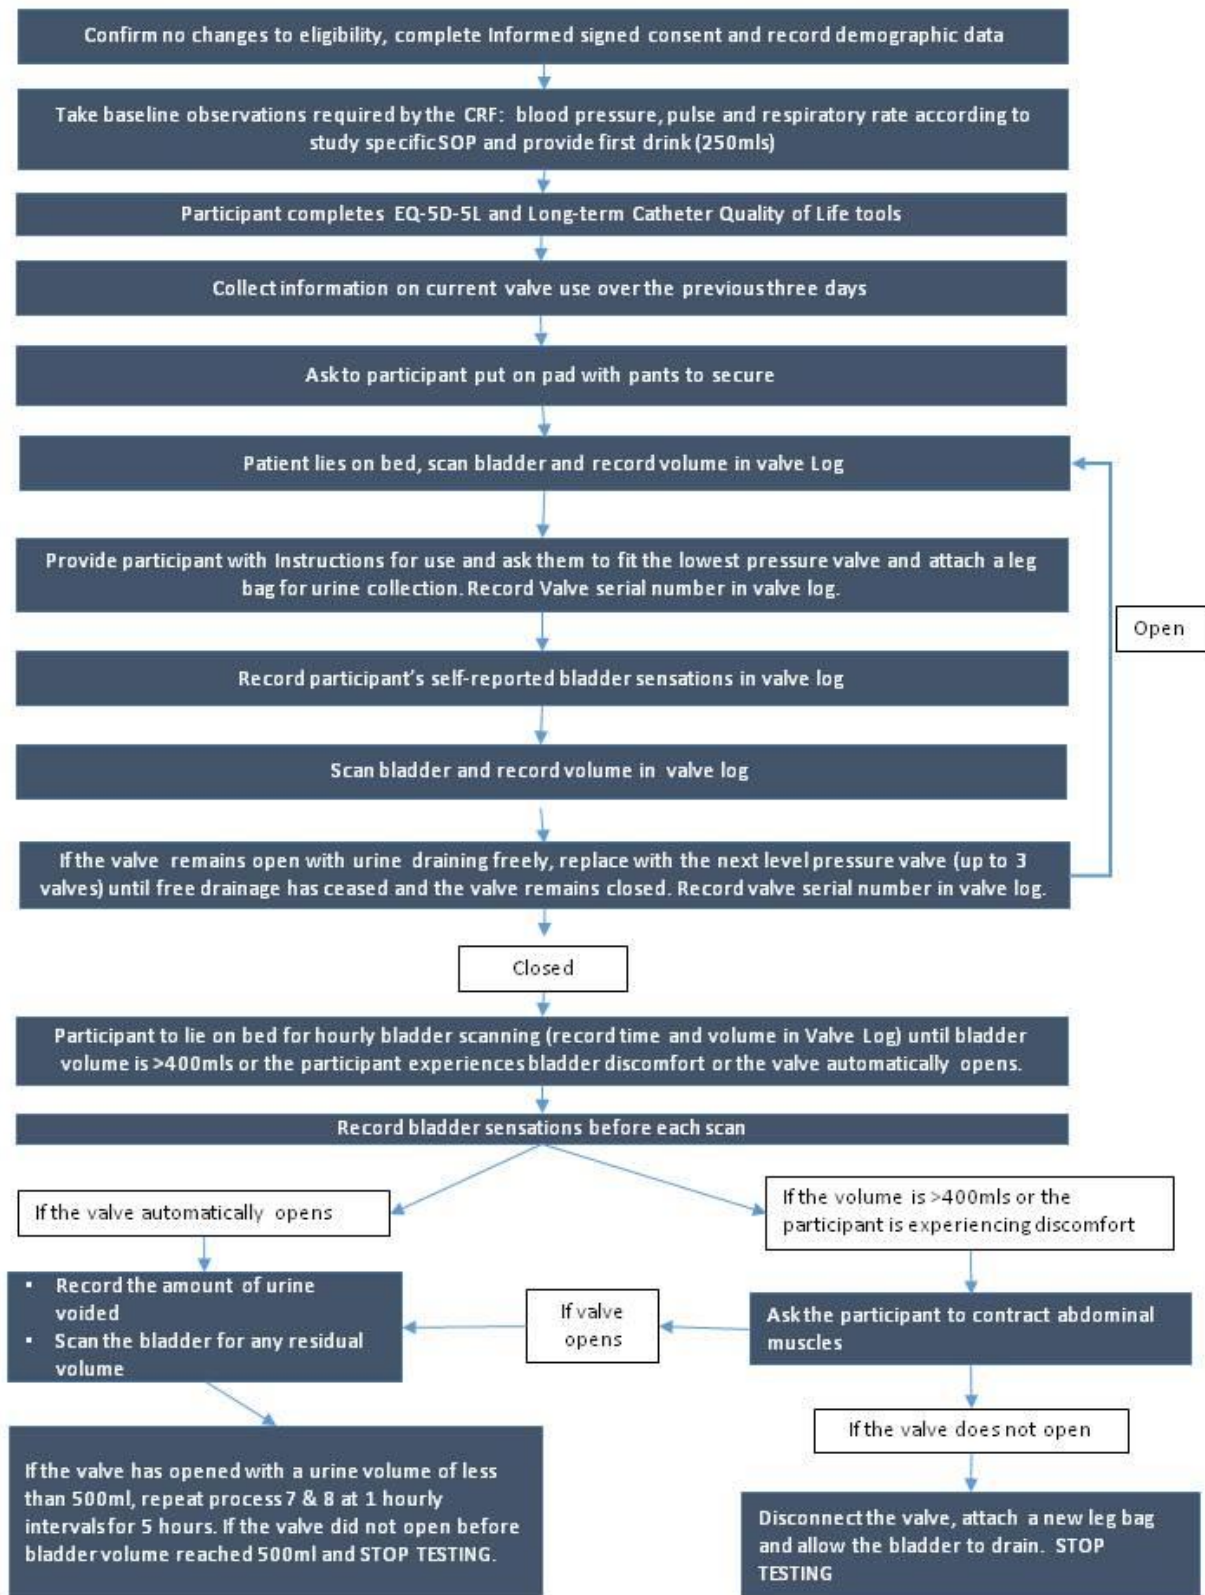 Confirm no changes to eligibility, complete Informed signed consent and record demographic data
Take baseline observations required by the CRF: blood pressure, pulse and respiratory rate according to
study specific SOP and provide first drink (250mls)
Participant completes EQ-5D-5L and Long-term Catheter Quality of Life tools
Collect information on current valve use over the previous three days
Ask to participant put on pad with pants to secure
Patient lies on bed, scan bladder and record volume in valve Log
Provide participant with Instructions for use and ask them to fit the lowest pressure valve and attach a leg
bag for urine collection. Record Valve serial number in valve log.
Open
Record participant's self-reported bladder sensations in valve log
Scan bladder and record volume in valve log
If the valve remains open with urine draining freely, replace with the next level pressure valve (up to 3
valves) until free drainage has ceased and the valve remains closed. Record valve serial number in valve log.
Closed
Participant to lie on bed for hourly bladder scanning (record time and volume in Valve Log) until bladder
volume is >400mls or the participant experiences bladder discomfort or the valve automatically opens.
Record bladder sensations before each scan
If the valve automatically opens
If the volume is >400mls or the
participant is experiencing discomfort
▪ Record the amount of urine
voided
▪ Scan the bladder for any residual
volume
If valve
opens
Ask the participant to contract abdominal
muscles
If the valve does not open
If the valve has opened with a urine volume of less
than 500ml, repeat process 7 & 8 at 1 hourly
intervals for 5 hours. If the valve did not open before
bladder volume reached 500ml and STOP TESTING.
Disconnect the valve, attach a new leg bag
and allow the bladder to drain. STOP
TESTING